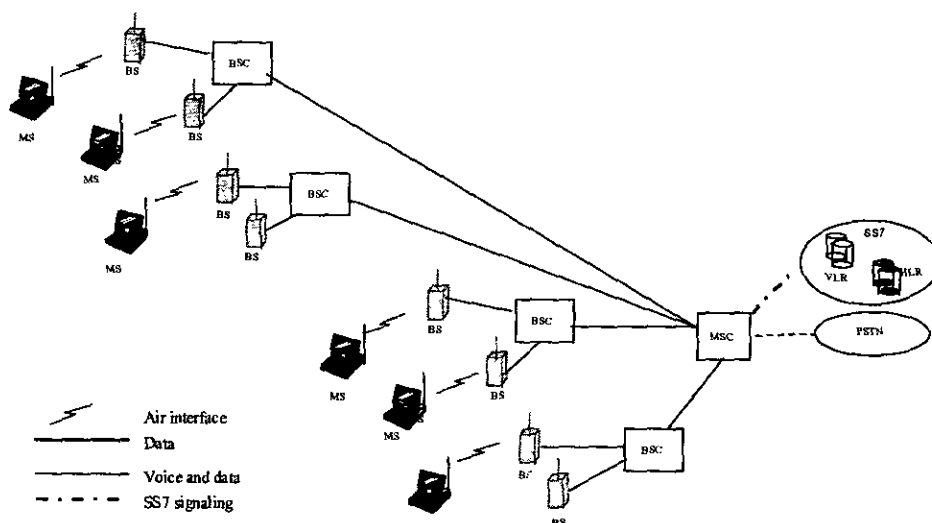 BS
BSC
MS
BS
MS
BSC
BS
MS
BS
SS7
VLR
HLR
BS
BSC
MSC
PSTN
MS
BS
MS
Air interface
Data
BSC
Voice and data
SS7 signaling
BS